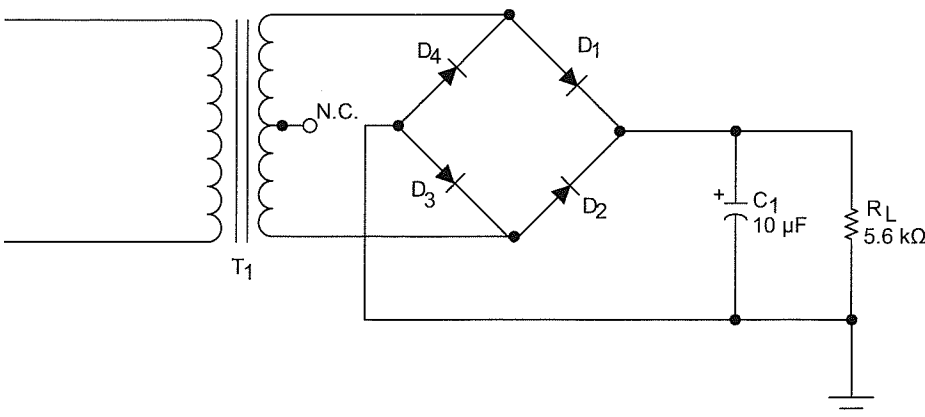 D4
D1
N.C.
D3
D2
+
C1
10 µF
RL
5.6 kΩ
T1